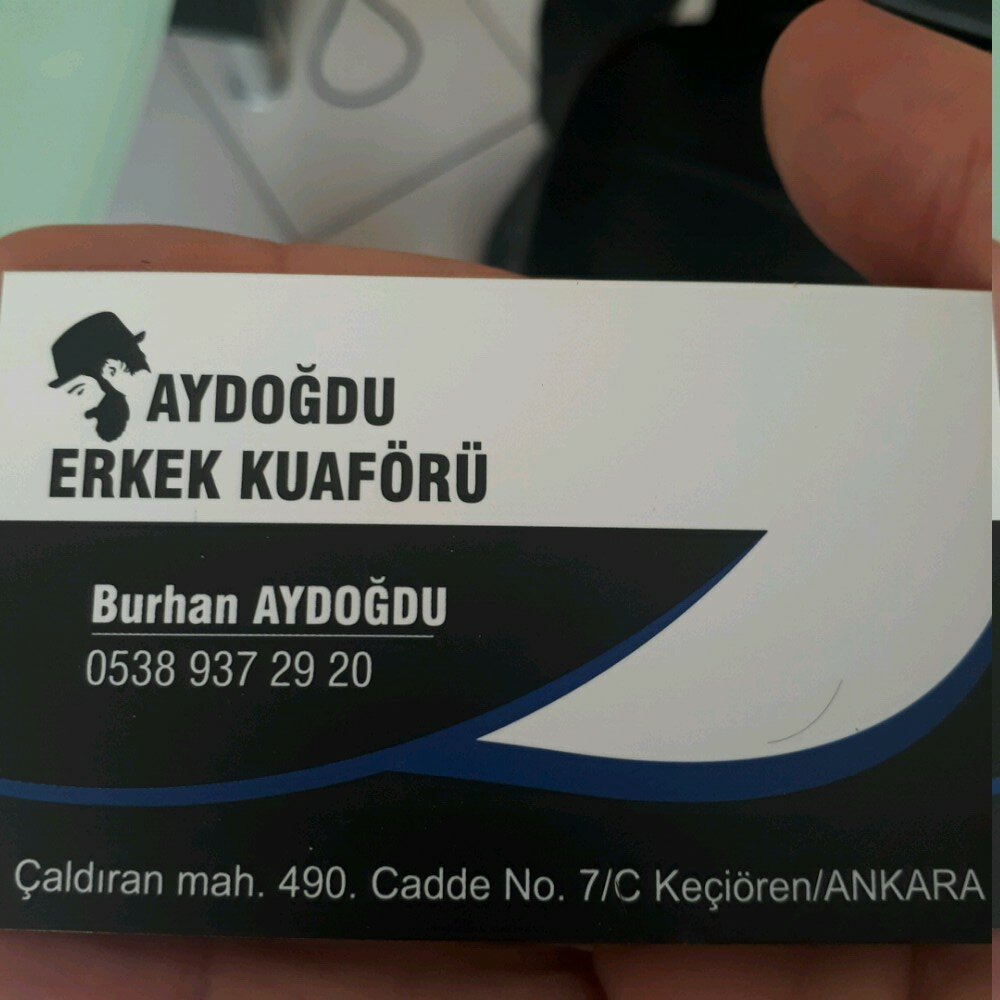 AYDOĞDU
ERKEK KUAFÖRÜ
Burhan AYDOĞDU
0538 937 29 20
Çaldıran mah. 490. Cadde No. 7/C Keçiören/ANKARA